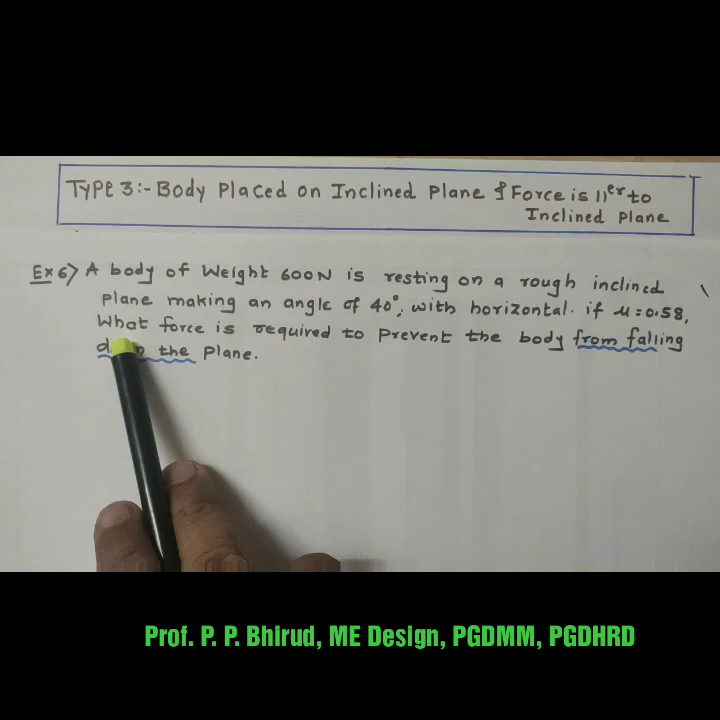 Type 3:- Body Placed on Inclined Plane & Force is 11er to
Inclined Plane
Ex 6) A body of Weight 600N is resting on a rough inclined
Plane making an angle of 40°, with horizontal. if μ = 0.58,
What force is required to Prevent the body from falling
the Plane.
Prof. P. P. Bhirud, ME Design, PGDMM, PGDHRD